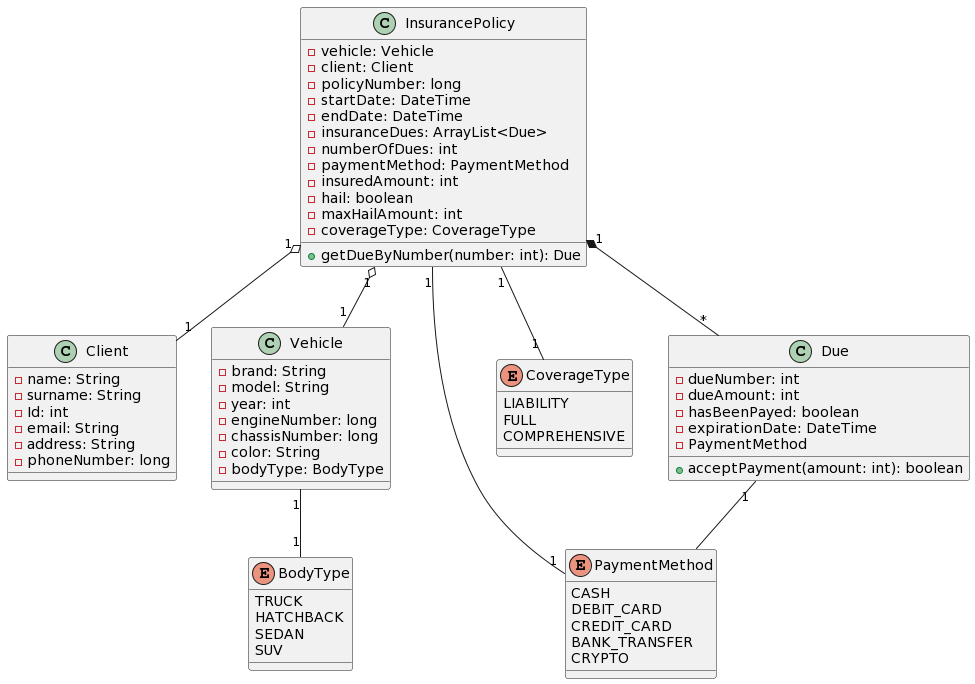 C InsurancePolicy
vehicle: Vehicle
client: Client
policyNumber: long
startDate: DateTime
endDate: DateTime
insuranceDues: ArrayList<Due>
numberOfDues: int
paymentMethod: PaymentMethod
insuredAmount: int
hail: boolean
maxHailAmount: int
coverageType: CoverageType
getDueByNumber(number: int): Due
1
1
1
1
1
1
1
1
1
*
C Client
name: String
surname: String
Id: int
email: String
address: String
phoneNumber: long
C Vehicle
brand: String
model: String
year: int
engineNumber: long
chassisNumber: long
color: String
bodyType: BodyType
E CoverageType
LIABILITY
FULL
COMPREHENSIVE
C Due
dueNumber: int
dueAmount: int
hasBeenPayed: boolean
expirationDate: DateTime
PaymentMethod
acceptPayment(amount: int): boolean
1
1
1
1
E BodyType
TRUCK
HATCHBACK
SEDAN
SUV
E PaymentMethod
CASH
DEBIT_CARD
CREDIT_CARD
BANK_TRANSFER
CRYPTO